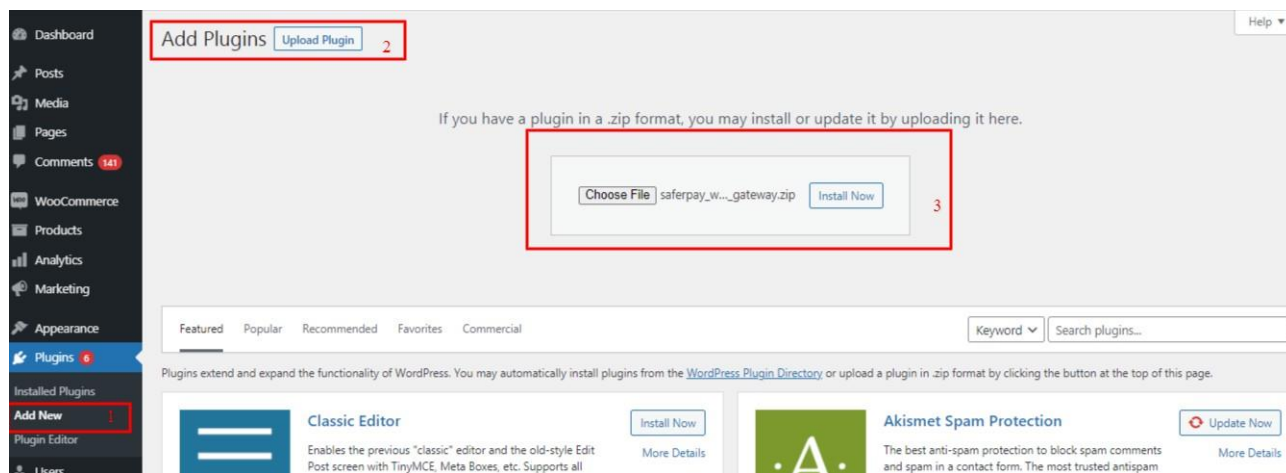 Dashboard
Posts
Media
Pages
Comments 141
WooCommerce
Products
Analytics
Marketing
Appearance
Plugins 6
Installed Plugins
Add New 1
Plugin Editor
Users
Help
Add Plugins Upload Plugin 2
If you have a plugin in a .zip format, you may install or update it by uploading it here.
Choose File saferpay_w..._gateway.zip Install Now 3
Featured Popular Recommended Favorites Commercial Keyword Search plugins...
Plugins extend and expand the functionality of WordPress. You may automatically install plugins from the WordPress Plugin Directory or upload a plugin in .zip format by clicking the button at the top of this page.
Classic Editor Install Now
Enables the previous "classic" editor and the old-style Edit More Details
Post screen with TinyMCE, Meta Boxes, etc. Supports all
A
Akismet Spam Protection Update Now
The best anti-spam protection to block spam comments More Details
and spam in a contact form. The most trusted antispam